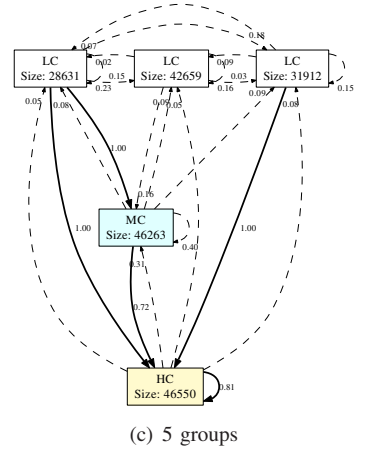 0.18
0.07
LC
Size: 28631
LC
Size: 42659
LC
Size: 31912
0.02
0.09
0.15
0.03
0.23
0.16
0.15
0.05
0.08
0.09
0.05
0.09
0.08
1.00
0.16
MC
Size: 46263
1.00
1.00
0.40
0.31
0.72
HC
Size: 46550
0.81
(c) 5 groups